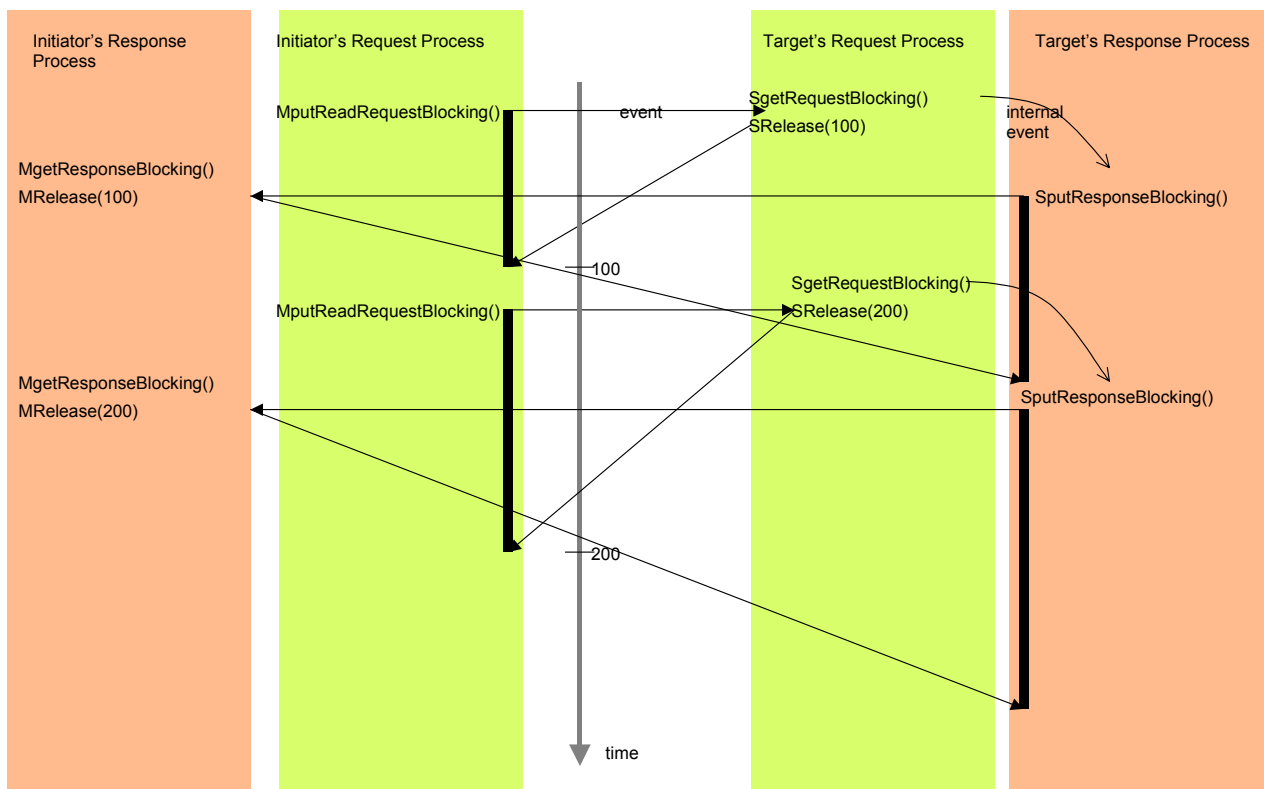 Initiator’s Response
Process
Initiator’s Request Process
Target’s Request Process
Target’s Response Process
MputReadRequestBlocking()
event
SgetRequestBlocking()
SRelease(100)
internal
event
MgetResponseBlocking()
MRelease(100)
SputResponseBlocking()
100
SgetRequestBlocking()
MputReadRequestBlocking()
SRelease(200)
MgetResponseBlocking()
MRelease(200)
SputResponseBlocking()
200
time